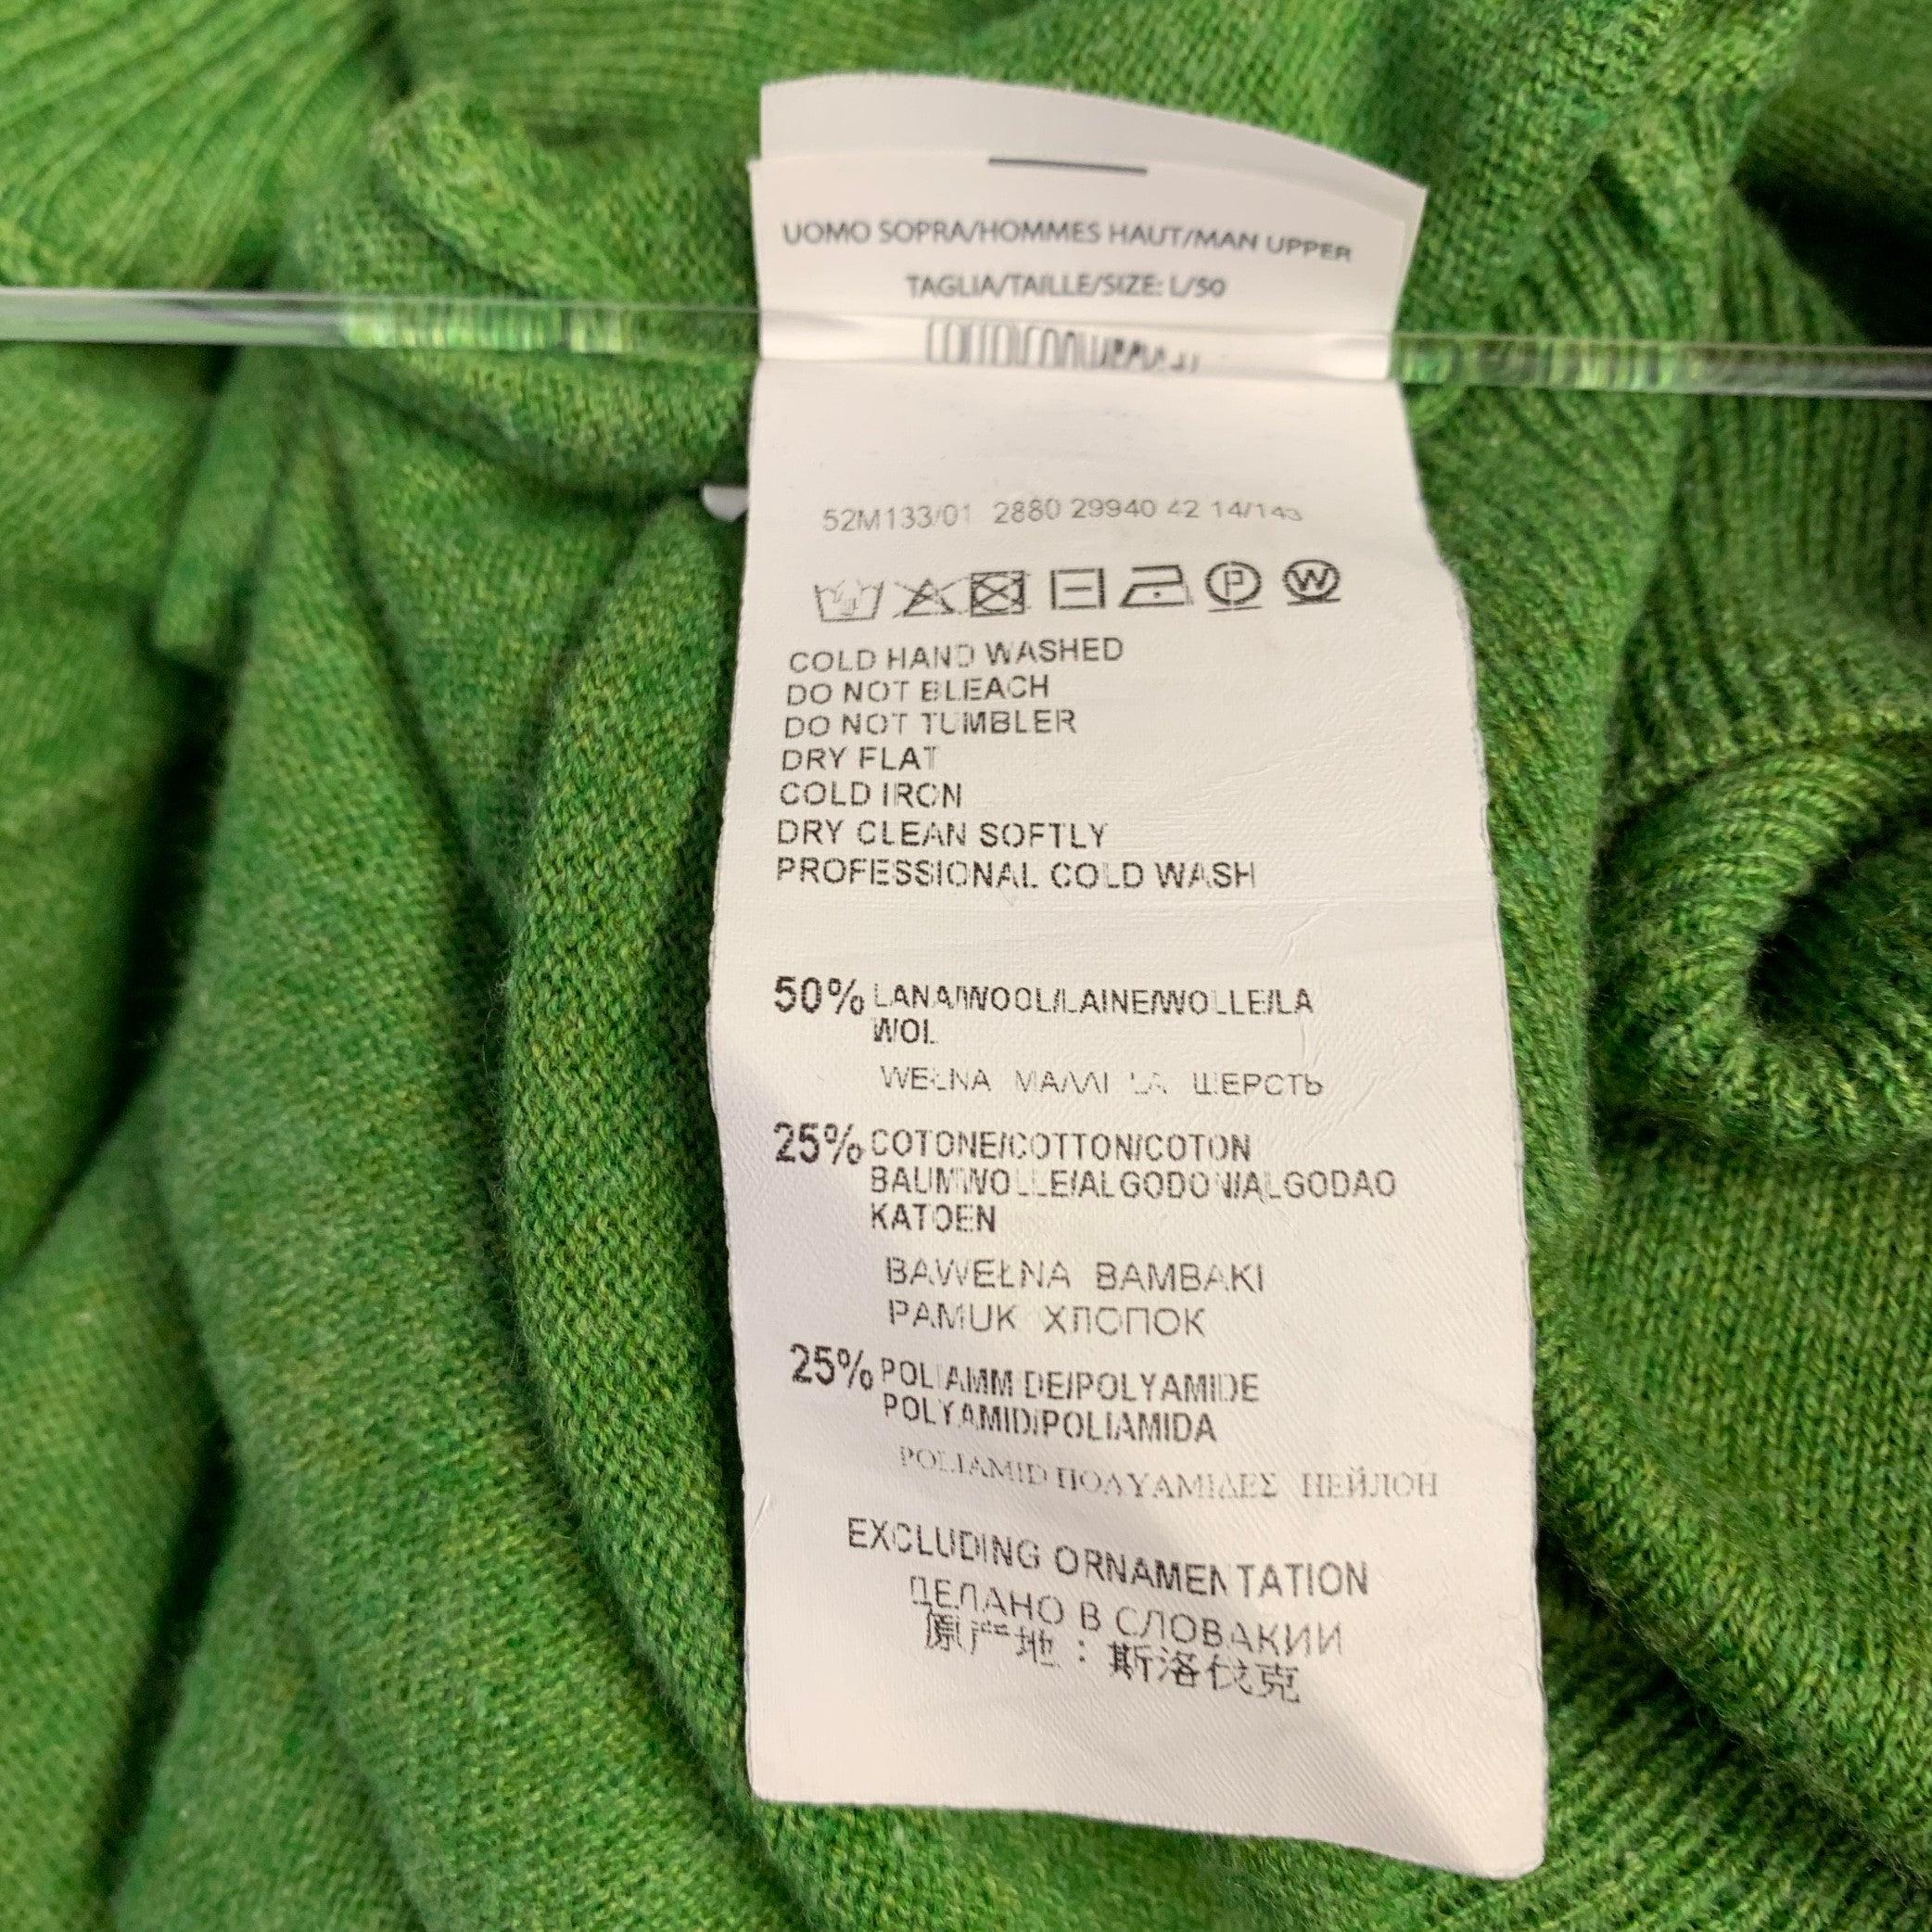 UOMO SOPRA/HOMMES HAUT/MAN UPPER
TAGLIA/TAILLE/SIZE: L/50
52M133/01 2880 29940 42 14/143
P W
COLD HAND WASHED
DO NOT BLEACH
DO NOT TUMBLER
DRY FLAT
COLD IRON
DRY CLEAN SOFTLY
PROFESSIONAL COLD WASH
50% LANA/WOOL/LAINE/WOLLE/LA
WOL
WEŁNA ΜΑΛΛΙ ШЕРСТЬ
25% COTONE/COTTON/COTON
BAUMWOLLE/ALGODON/ALGODAO
KATOEN
BAWEŁNA BAMBAKI
PAMUK ХЛОПОК
25% POLIAMMIDE/POLYAMIDE
POLYAMID/POLIAMIDA
POLIAMID ΠΟΛΥΑΜΙΔΕΣ НЕЙЛОН
EXCLUDING ORNAMENTATION
ДЕЛАНО В СЛОВАКИИ
原产地：斯洛伐克